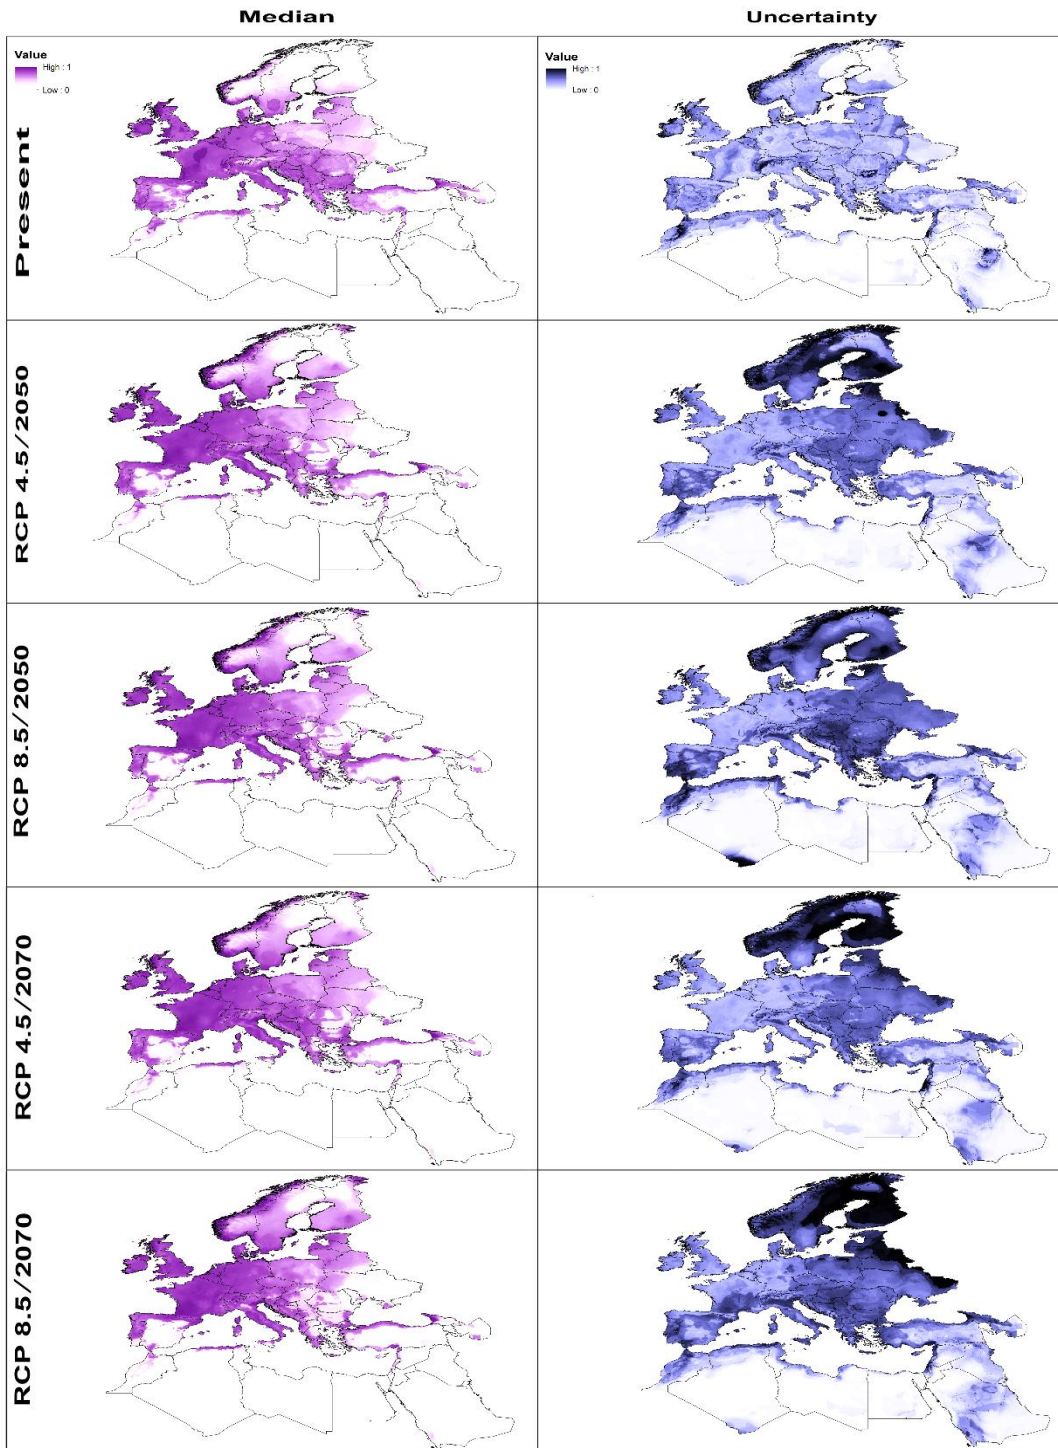 Median
Uncertainty
Value
High : 1
Low : 0
Value
High : 1
Low : 0
Present
RCP 4.5/2050
RCP 8.5/2050
RCP 4.5/2070
RCP 8.5/2070